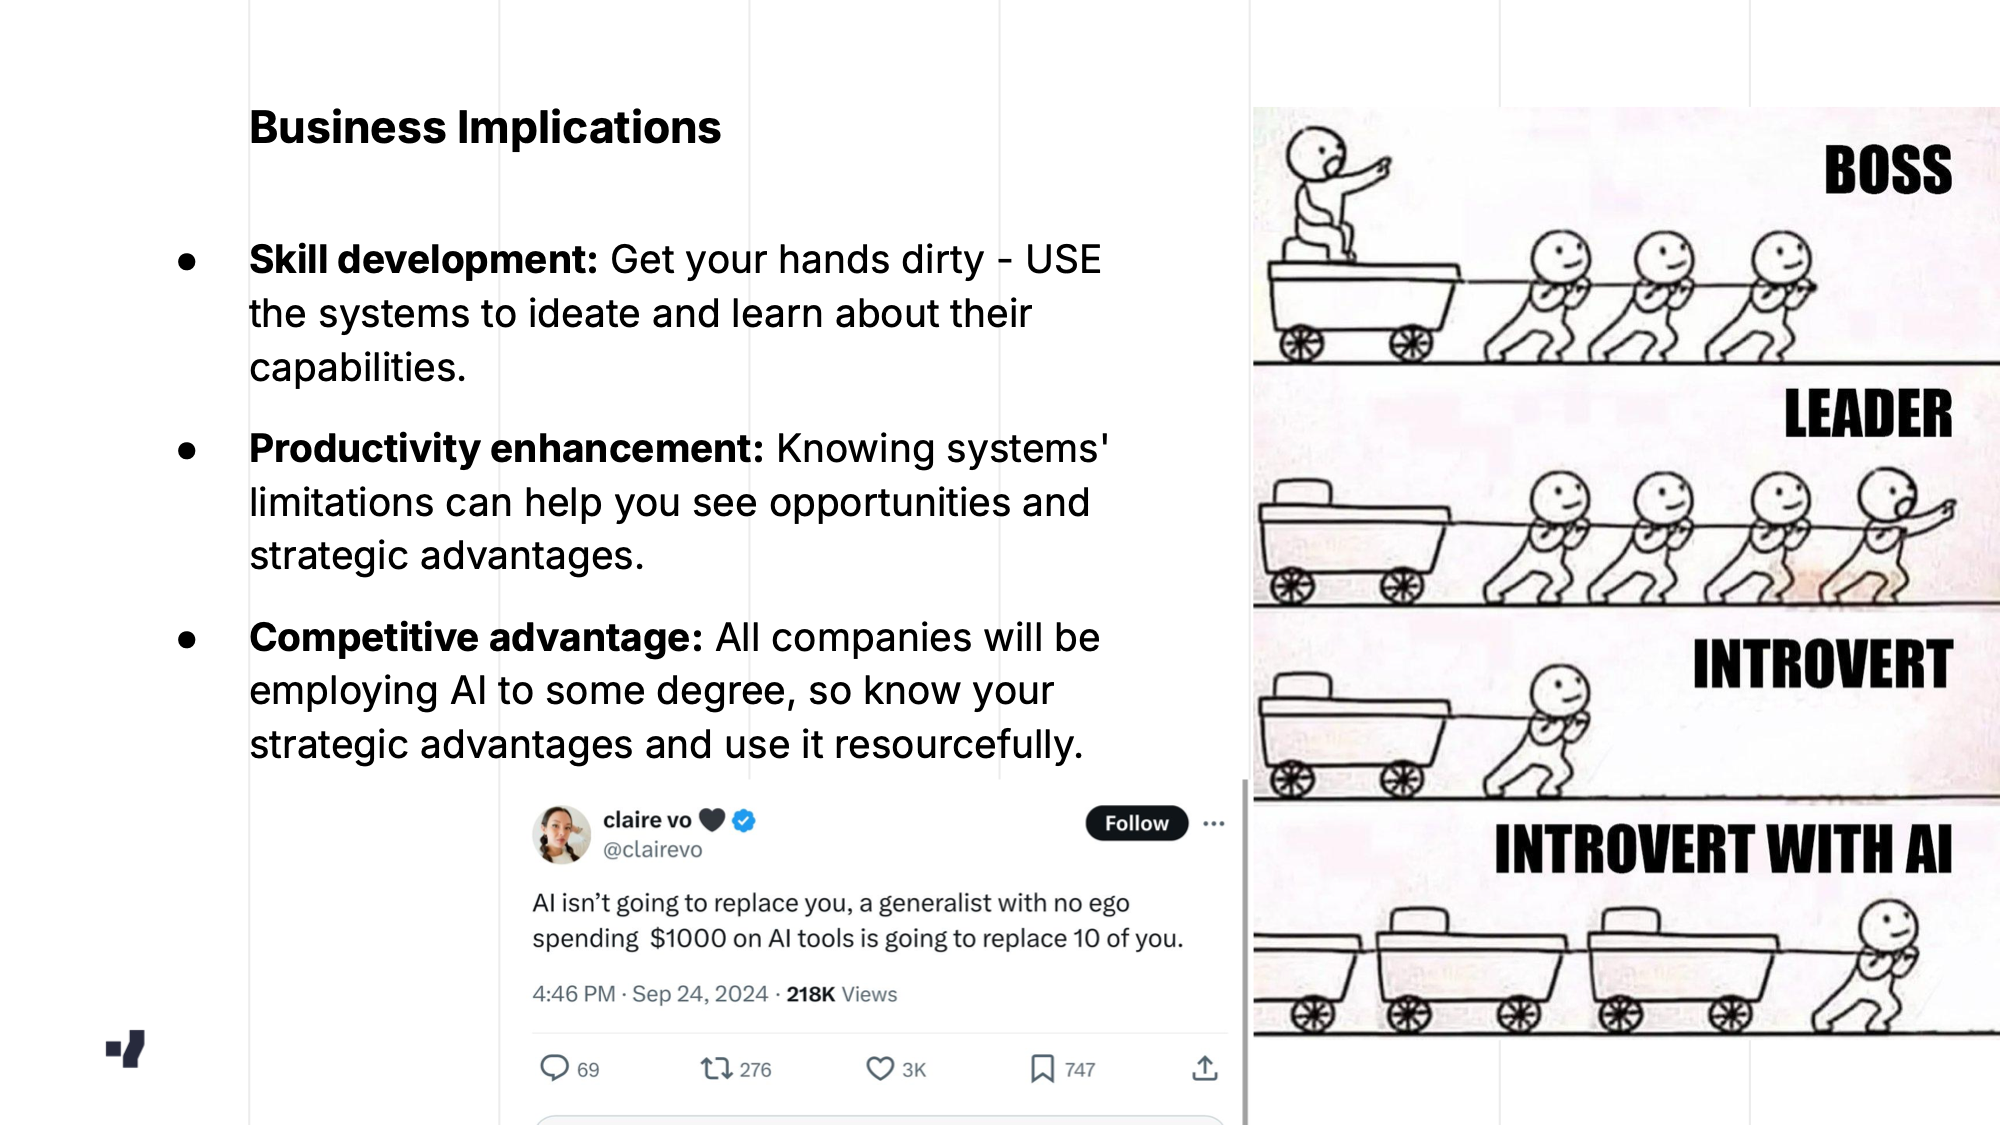 Business Implications
● Skill development: Get your hands dirty - USE
the systems to ideate and learn about their
capabilities.
● Productivity enhancement: Knowing systems'
limitations can help you see opportunities and
strategic advantages.
● Competitive advantage: All companies will be
employing AI to some degree, so know your
strategic advantages and use it resourcefully.
claire vo 🖤
@clairevo
Follow
AI isn’t going to replace you, a generalist with no ego
spending $1000 on AI tools is going to replace 10 of you.
4:46 PM · Sep 24, 2024 · 218K Views
69 276 3K 747
BOSS
LEADER
INTROVERT
INTROVERT WITH AI